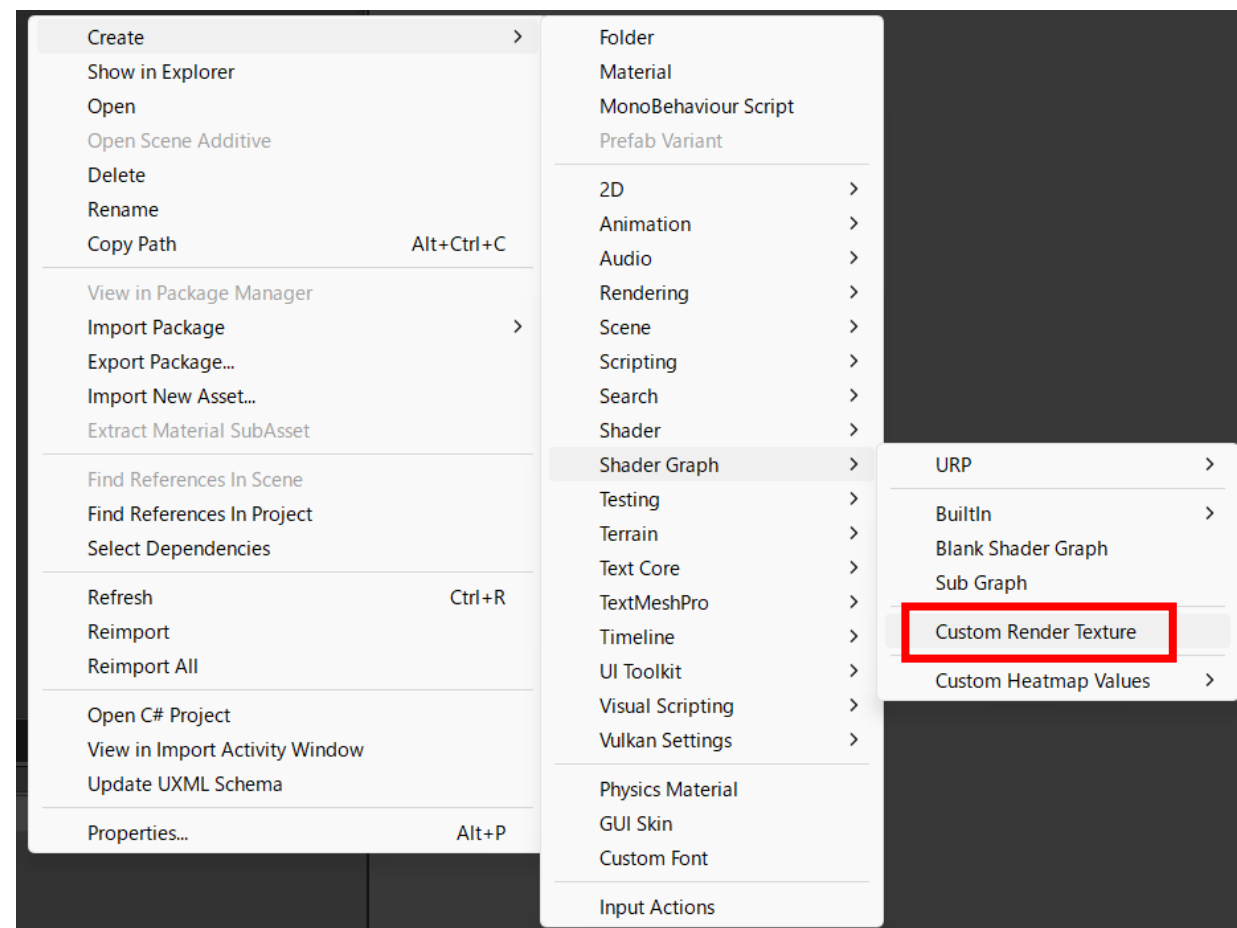 Create
Show in Explorer
Open
Open Scene Additive
Delete
Rename
Copy Path Alt+Ctrl+C
View in Package Manager
Import Package
Export Package...
Import New Asset...
Extract Material SubAsset
Find References In Scene
Find References In Project
Select Dependencies
Refresh Ctrl+R
Reimport
Reimport All
Open C# Project
View in Import Activity Window
Update UXML Schema
Properties... Alt+P
Folder
Material
MonoBehaviour Script
Prefab Variant
2D
Animation
Audio
Rendering
Scene
Scripting
Search
Shader
Shader Graph
Testing
Terrain
Text Core
TextMeshPro
Timeline
UI Toolkit
Visual Scripting
Vulkan Settings
Physics Material
GUI Skin
Custom Font
Input Actions
URP
BuiltIn
Blank Shader Graph
Sub Graph
Custom Render Texture
Custom Heatmap Values